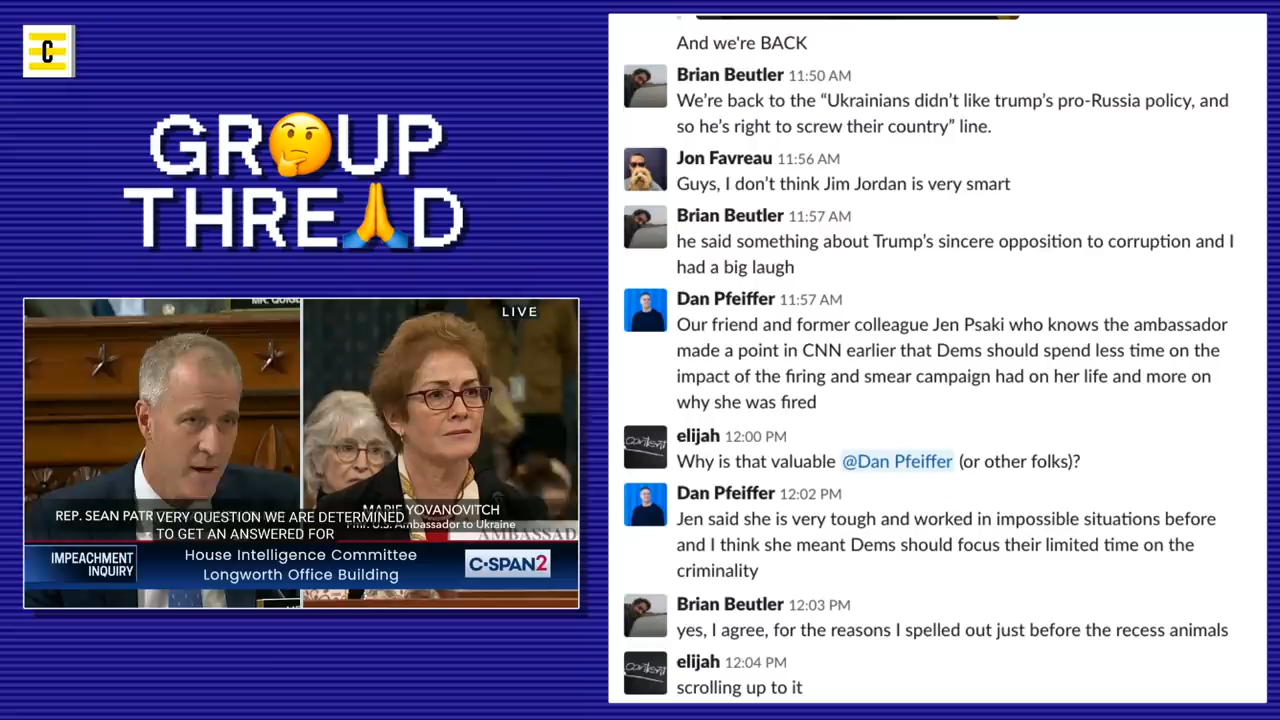 C
GR🤔UP
THRE🙏D
MR. QUIGL
LIVE
REP. SEAN PATR
VERY QUESTION WE ARE DETERMINED
TO GET AN ANSWERED FOR
YOVANOVITCH
Ambassador to Ukraine
AMBASSAD
IMPEACHMENT
INQUIRY
House Intelligence Committee
Longworth Office Building
C-SPAN2
And we're BACK
Brian Beutler 11:50 AM
We're back to the “Ukrainians didn't like trump's pro-Russia policy, and
so he's right to screw their country” line.
Jon Favreau 11:56 AM
Guys, I don't think Jim Jordan is very smart
Brian Beutler 11:57 AM
he said something about Trump's sincere opposition to corruption and I
had a big laugh
Dan Pfeiffer 11:57 AM
Our friend and former colleague Jen Psaki who knows the ambassador
made a point in CNN earlier that Dems should spend less time on the
impact of the firing and smear campaign had on her life and more on
why she was fired
elijah 12:00 PM
Why is that valuable @Dan Pfeiffer (or other folks)?
Dan Pfeiffer 12:02 PM
Jen said she is very tough and worked in impossible situations before
and I think she meant Dems should focus their limited time on the
criminality
Brian Beutler 12:03 PM
yes, I agree, for the reasons I spelled out just before the recess animals
elijah 12:04 PM
scrolling up to it